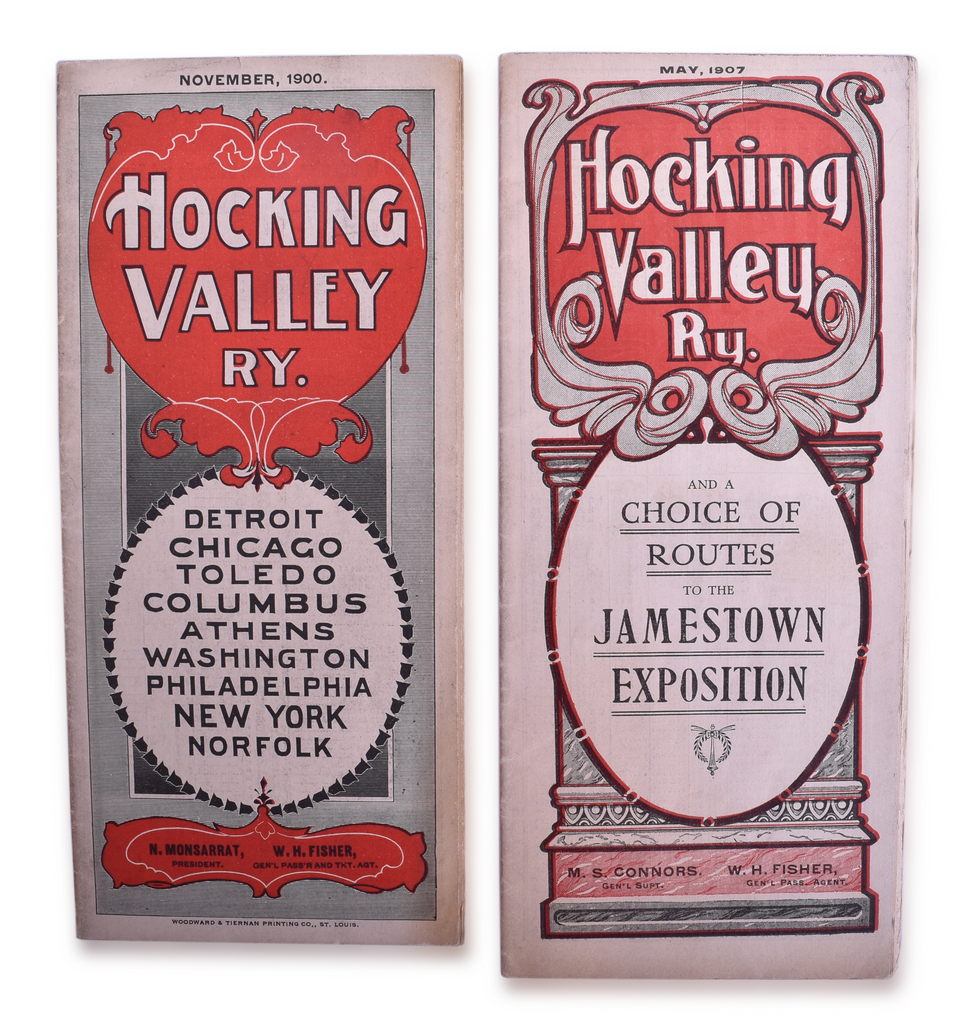 NOVEMBER, 1900.
HOCKING
VALLEY
RY.
DETROIT
CHICAGO
TOLEDO
COLUMBUS
ATHENS
WASHINGTON
PHILADELPHIA
NEW YORK
NORFOLK
N. MONSARRAT, W. H. FISHER,
PRESIDENT. GEN'L PASS'R AND TKT. AGT.
WOODWARD & TIERNAN PRINTING CO., ST. LOUIS.
MAY, 1907
Hocking
Valley
Ry.
AND A
CHOICE OF
ROUTES
TO THE
JAMESTOWN
EXPOSITION
M. S. CONNORS. W. H. FISHER,
GEN'L SUPT. GEN'L PASS. AGENT.